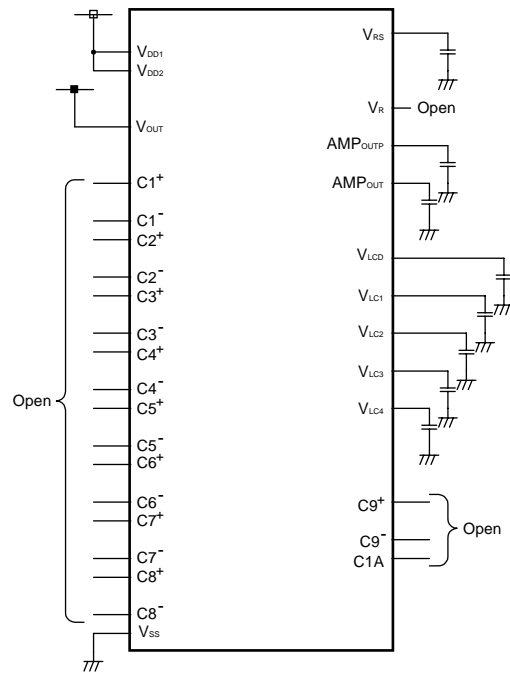 VDD1
VDD2
VOUT
C1+
C1-
C2+
C2-
C3+
C3-
C4+
C4-
C5+
C5-
C6+
C6-
C7+
C7-
C8+
C8-
VSS
Open
VRS
VR Open
AMPOUTP
AMPOUT
VLCD
VLC1
VLC2
VLC3
VLC4
C9+
C9-
C1A
Open